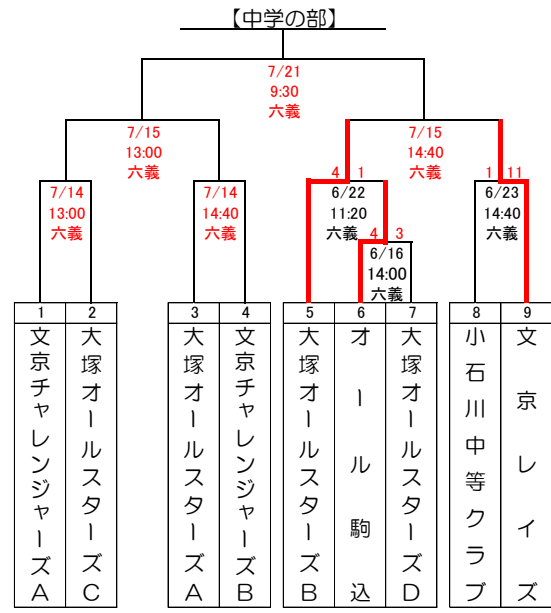 【中学の部】
7/21
9:30
六義
7/15
13:00
六義
7/15
14:40
六義
7/14
13:00
六義
7/14
14:40
六義
4 1
6/22
11:20
六義
1 11
6/23
14:40
六義
4 3
6/16
14:00
六義
1 2 3 4 5 6 7 8 9
文京チャレンジャーズA
大塚オールスターズC
大塚オールスターズA
文京チャレンジャーズB
大塚オールスターズB
オール駒込
大塚オールスターズD
小石川中等クラブ
文京レイズ